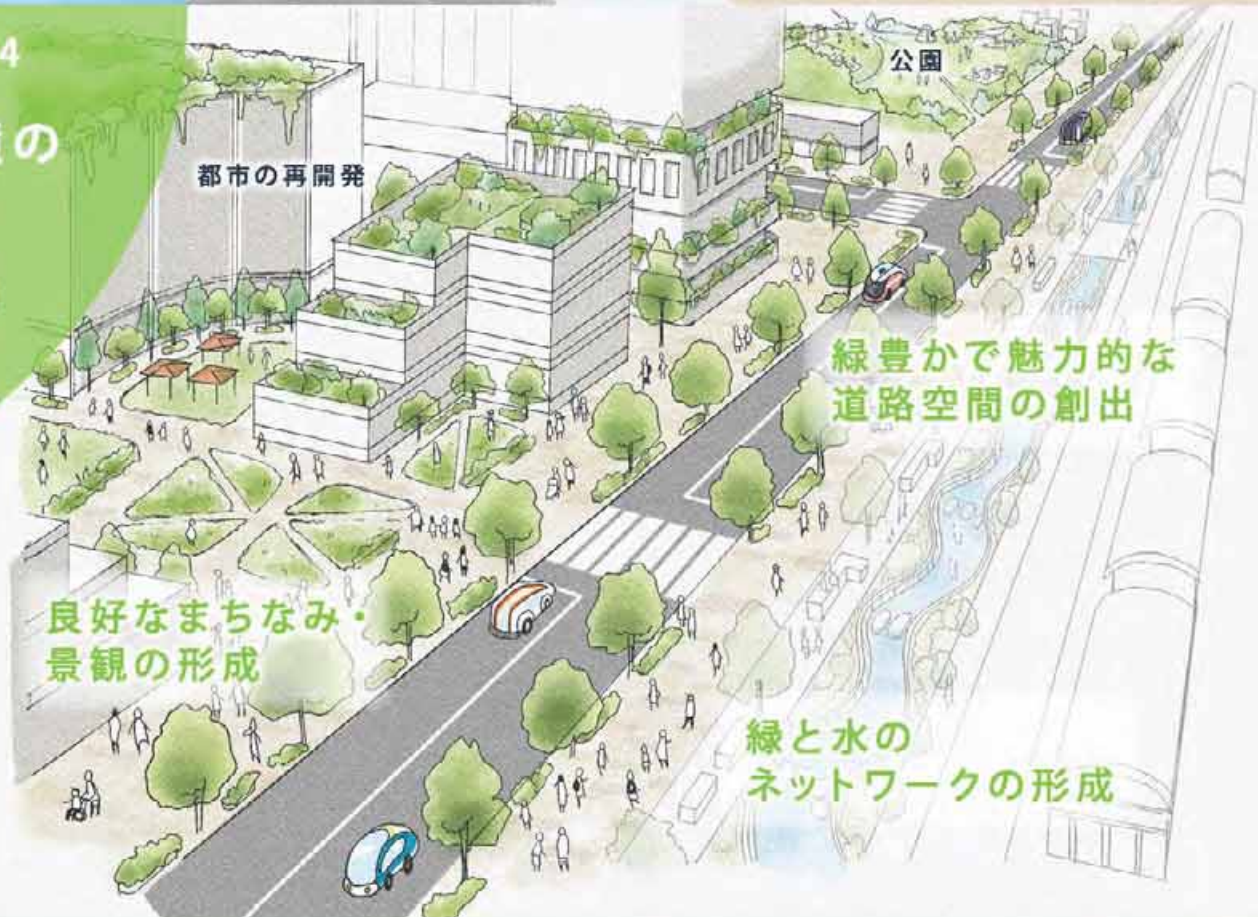 4
の
都市の再開発
公園
緑豊かで魅力的な
道路空間の創出
良好なまちなみ・
景観の形成
緑と水の
ネットワークの形成